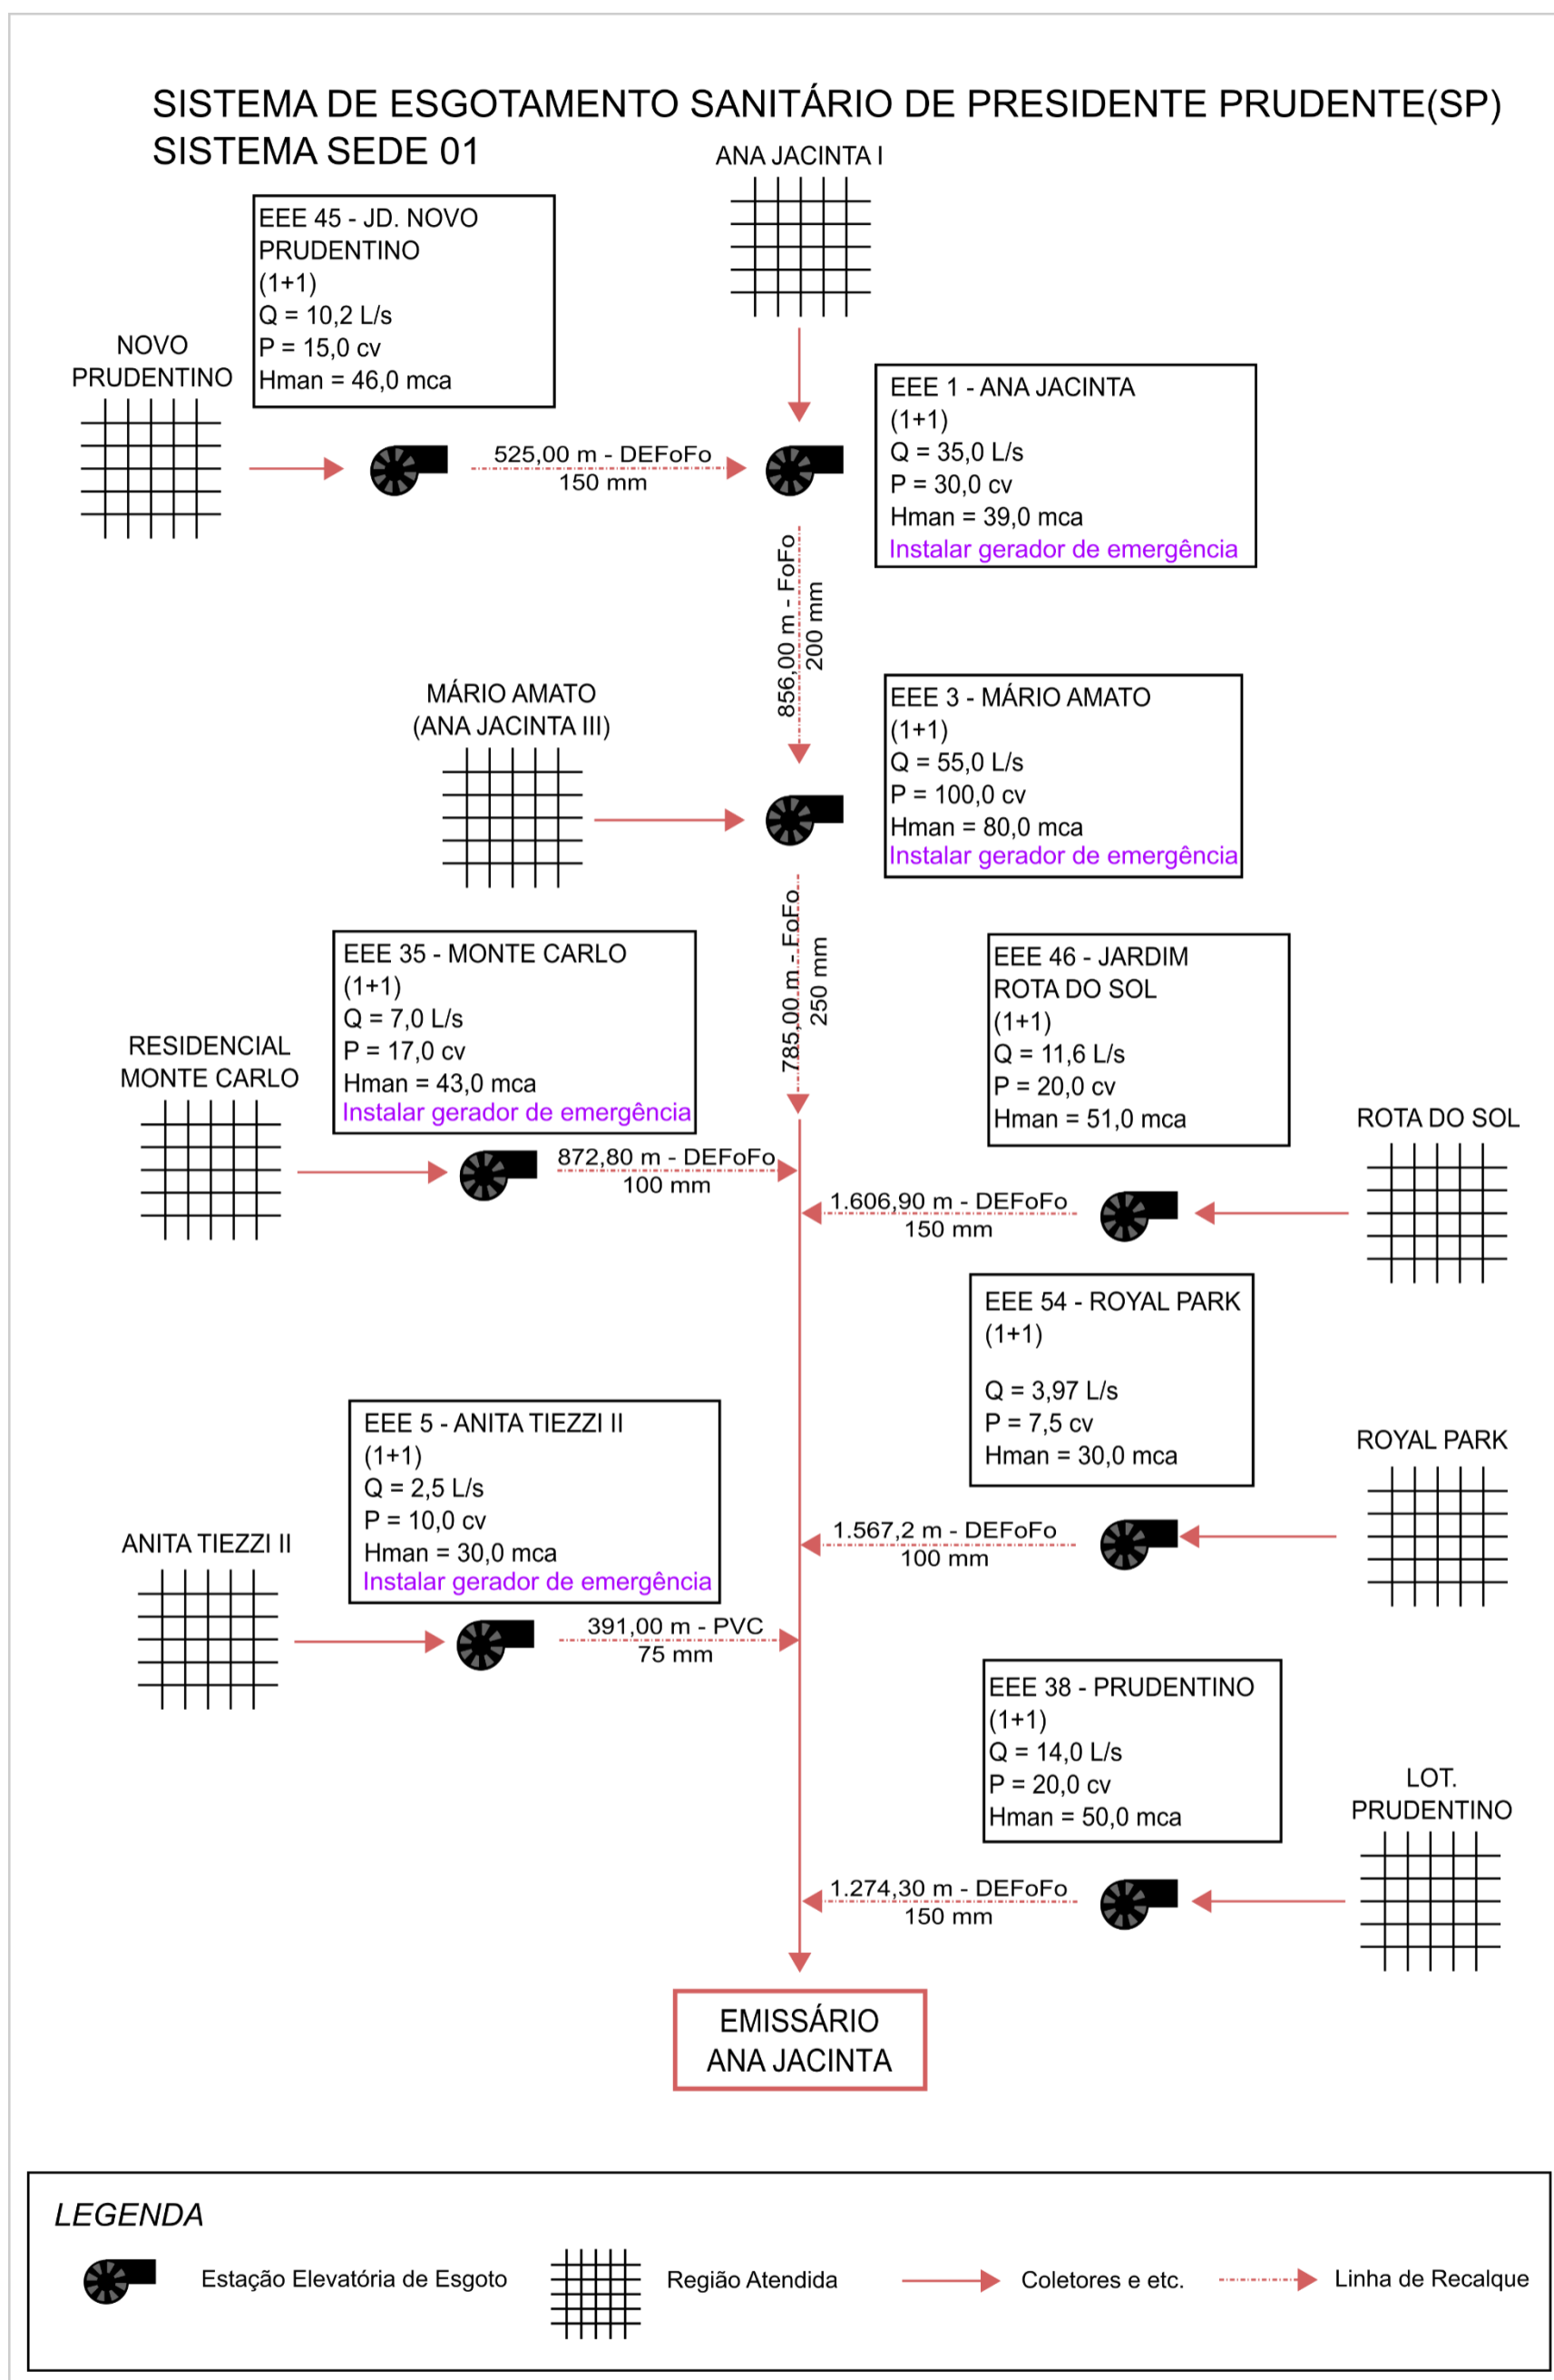 SISTEMA DE ESGOTAMENTO SANITÁRIO DE PRESIDENTE PRUDENTE(SP)
SISTEMA SEDE 01
ANA JACINTA I
EEE 45 - JD. NOVO
PRUDENTINO
(1+1)
Q = 10,2 L/s
P = 15,0 cv
Hman = 46,0 mca
NOVO
PRUDENTINO
525,00 m - DEFoFo
150 mm
EEE 1 - ANA JACINTA
(1+1)
Q = 35,0 L/s
P = 30,0 cv
Hman = 39,0 mca
Instalar gerador de emergência
856,00 m - FoFo
200 mm
MÁRIO AMATO
(ANA JACINTA III)
EEE 3 - MÁRIO AMATO
(1+1)
Q = 55,0 L/s
P = 100,0 cv
Hman = 80,0 mca
Instalar gerador de emergência
785,00 m - FoFo
250 mm
EEE 35 - MONTE CARLO
(1+1)
Q = 7,0 L/s
P = 17,0 cv
Hman = 43,0 mca
Instalar gerador de emergência
RESIDENCIAL
MONTE CARLO
872,80 m - DEFoFo
100 mm
EEE 46 - JARDIM
ROTA DO SOL
(1+1)
Q = 11,6 L/s
P = 20,0 cv
Hman = 51,0 mca
ROTA DO SOL
1.606,90 m - DEFoFo
150 mm
EEE 54 - ROYAL PARK
(1+1)
Q = 3,97 L/s
P = 7,5 cv
Hman = 30,0 mca
ROYAL PARK
1.567,2 m - DEFoFo
100 mm
EEE 5 - ANITA TIEZZI II
(1+1)
Q = 2,5 L/s
P = 10,0 cv
Hman = 30,0 mca
Instalar gerador de emergência
ANITA TIEZZI II
391,00 m - PVC
75 mm
EEE 38 - PRUDENTINO
(1+1)
Q = 14,0 L/s
P = 20,0 cv
Hman = 50,0 mca
LOT.
PRUDENTINO
1.274,30 m - DEFoFo
150 mm
EMISSÁRIO
ANA JACINTA
LEGENDA
Estação Elevatória de Esgoto
Região Atendida
Coletores e etc.
Linha de Recalque